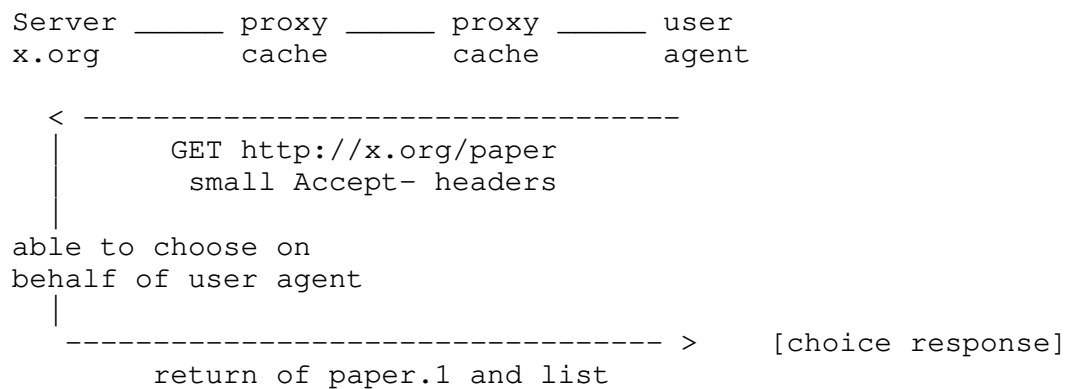 Server _____ proxy _____ proxy _____ user
x.org        cache       cache       agent
< ----------------------------------
GET http://x.org/paper
small Accept- headers
able to choose on
behalf of user agent
---------------------------------- >     [choice response]
return of paper.1 and list